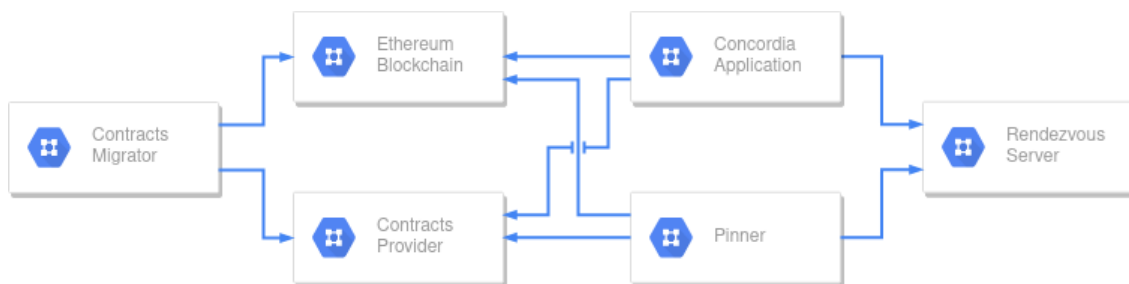 Ethereum
Blockchain
Concordia
Application
Contracts
Migrator
Rendezvous
Server
Contracts
Provider
Pinner